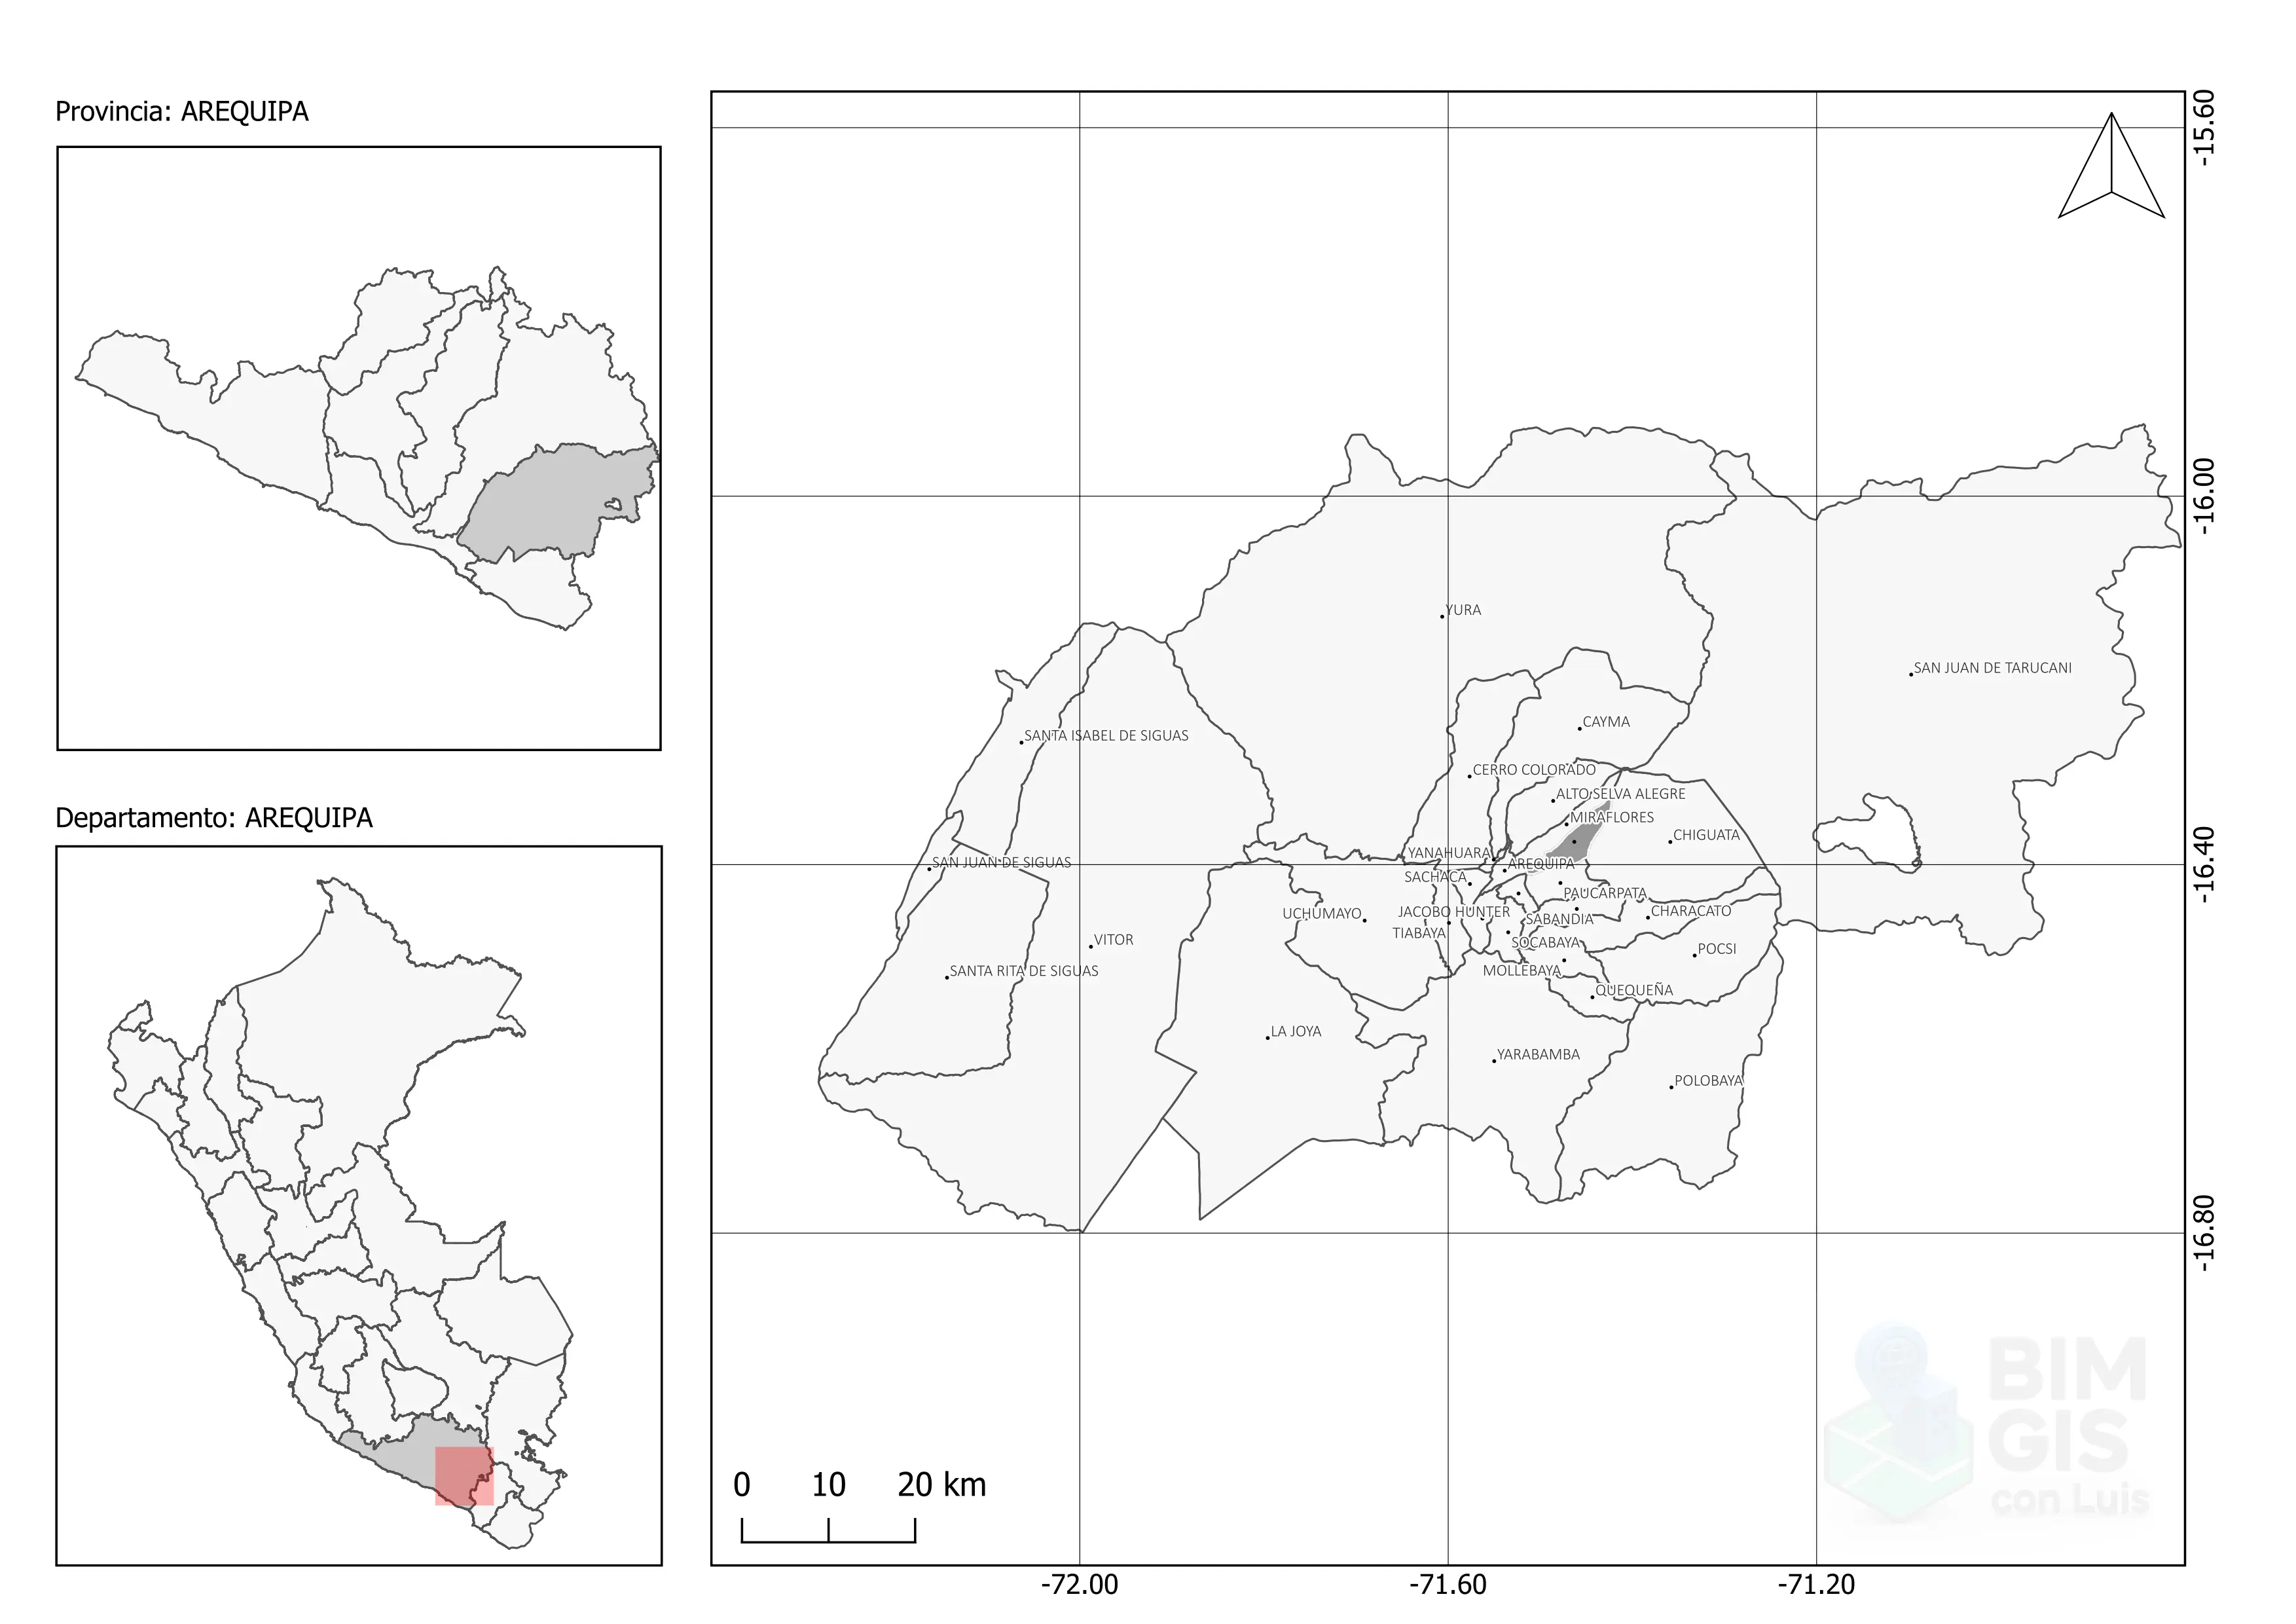 Provincia: AREQUIPA
Departamento: AREQUIPA
-15.60
-16.00
-16.40
-16.80
YURA
SAN JUAN DE TARUCANI
CAYMA
SANTA ISABEL DE SIGUAS
CERRO COLORADO
ALTO SELVA ALEGRE
MIRAFLORES
CHIGUATA
YANAHUARA
AREQUIPA
SAN JUAN DE SIGUAS
SACHACA
PAUCARPATA
UCHUMAYO
JACOBO HUNTER
CHARACATO
SABANDIA
TIABAYA
VITOR
SOCABAYA
POCSI
SANTA RITA DE SIGUAS
MOLLEBAYA
QUEQUEÑA
LA JOYA
YARABAMBA
POLOBAYA
0 10 20 km
BIM
GIS
con Luis
-72.00 -71.60 -71.20